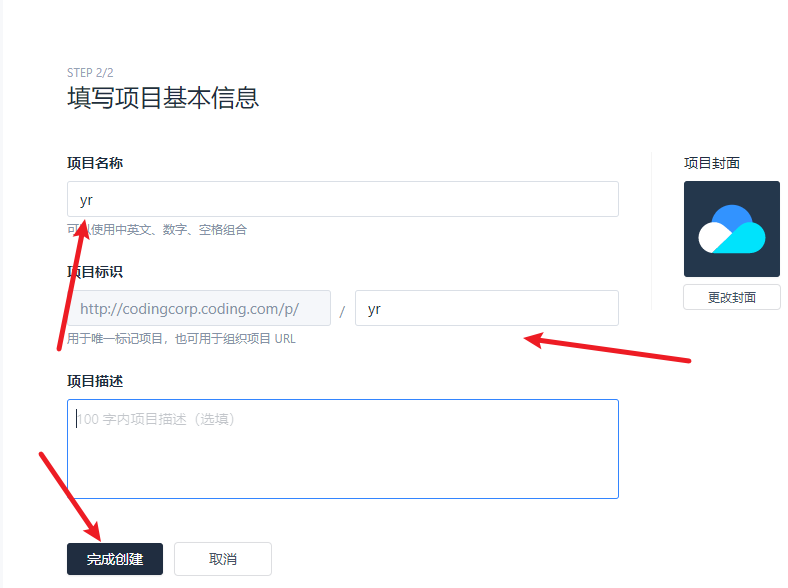 STEP 2/2
填写项目基本信息
项目名称
yr
可以使用中英文、数字、空格组合
项目标识
http://codingcorp.coding.com/p/ / yr
用于唯一标记项目，也可用于组织项目 URL
项目描述
100 字内项目描述（选填）
完成创建 取消
项目封面
更改封面